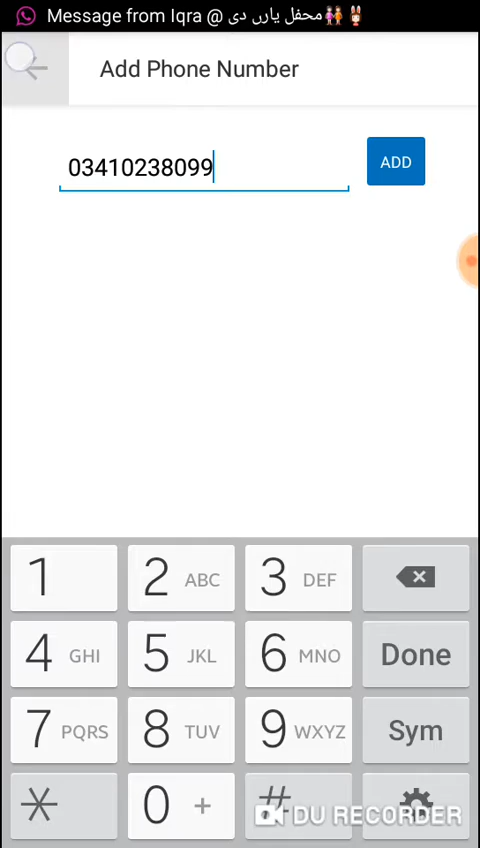 Message from Iqra @ محفل یارں دی
Add Phone Number
03410238099
ADD
1
2 ABC
3 DEF
4 GHI
5 JKL
6 MNO
Done
7 PQRS
8 TUV
9 WXYZ
Sym
*
0 +
#
DU RECORDER